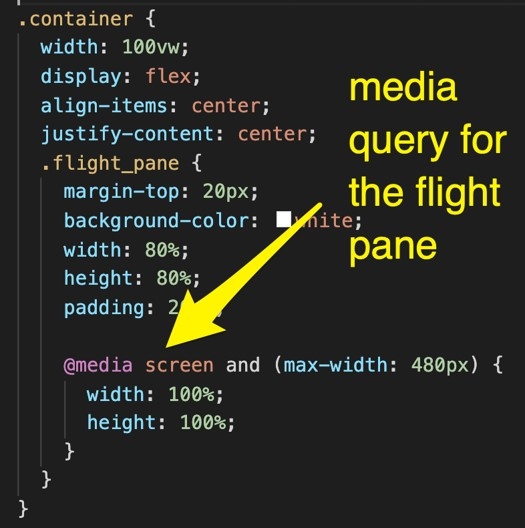 .container {
width: 100vw;
display: flex;
align-items: center;
justify-content: center;
.flight_pane {
margin-top: 20px;
background-color: white;
width: 80%;
height: 80%;
padding:
@media screen and (max-width: 480px) {
width: 100%;
height: 100%;
}
}
}
media
query for
the flight
pane